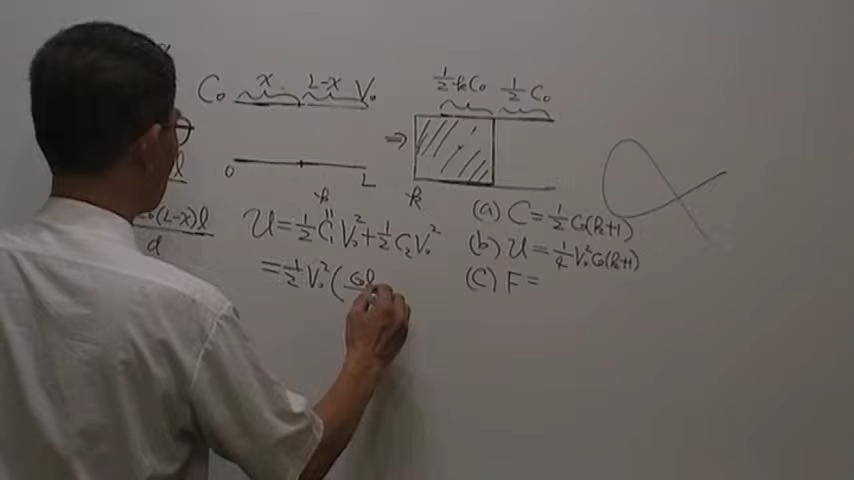 C₀ x L-x V₀
0 L
⇒
½kC₀ ½C₀
k
l
(L-x)l
d
k
U=½C₁V₀²+½C₂V₀²
=½V₀²(
(a) C=½C₀(k+1)
(b) U=¼V₀²C₀(k+1)
(c) F=